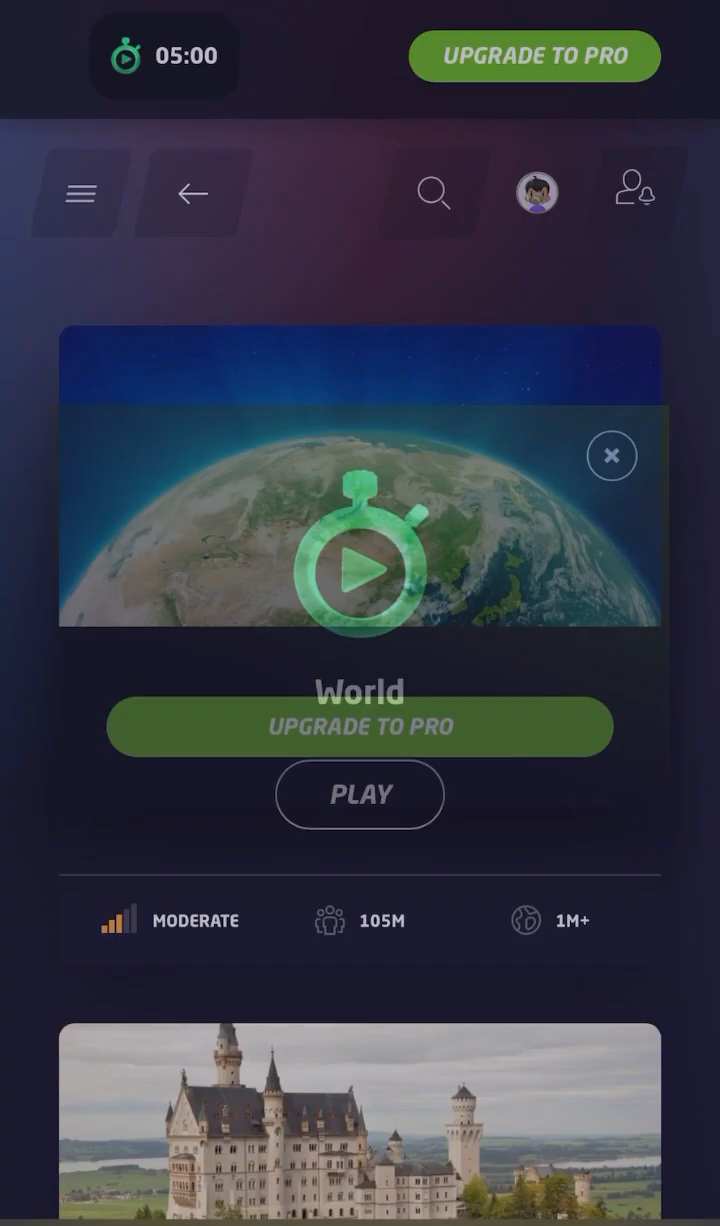 05:00
UPGRADE TO PRO
World
UPGRADE TO PRO
PLAY
MODERATE
105M
1M+